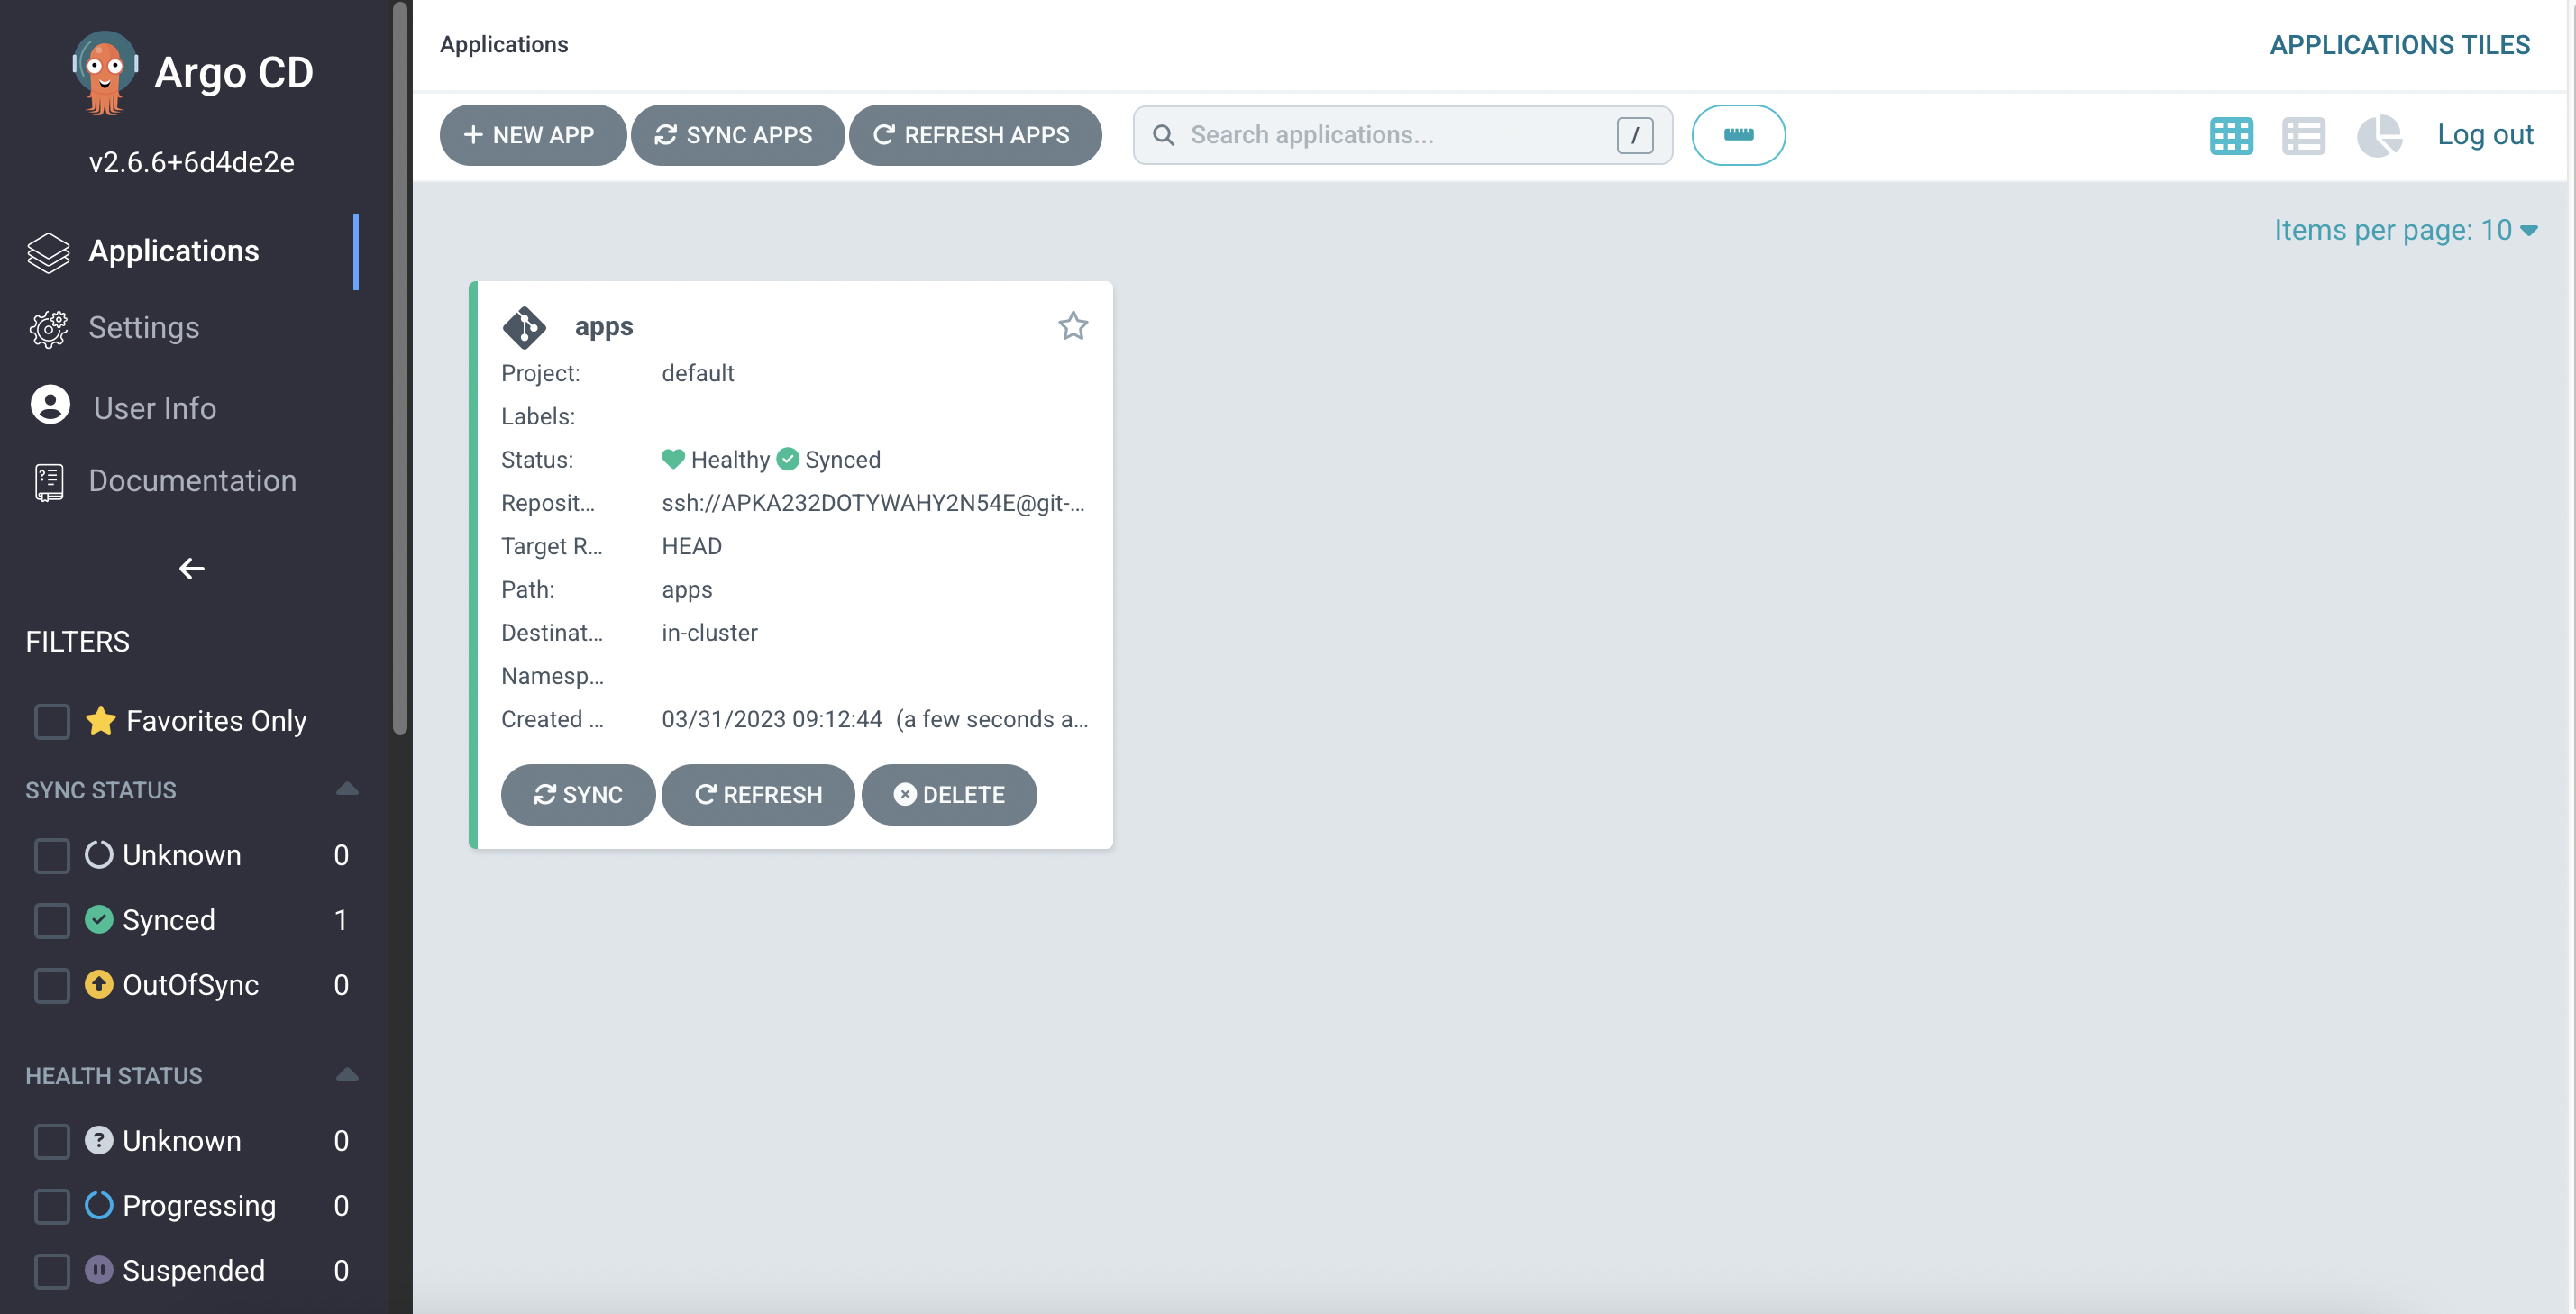 Argo CD
v2.6.6+6d4de2e
Applications
Settings
User Info
Documentation
FILTERS
Favorites Only
SYNC STATUS
Unknown 0
Synced 1
OutOfSync 0
HEALTH STATUS
Unknown 0
Progressing 0
Suspended 0
Applications
APPLICATIONS TILES
+ NEW APP SYNC APPS REFRESH APPS Search applications... / Log out
Items per page: 10
apps
Project: default
Labels:
Status: Healthy Synced
Reposit... ssh://APKA232DOTYWAHY2N54E@git-...
Target R... HEAD
Path: apps
Destinat... in-cluster
Namesp...
Created ... 03/31/2023 09:12:44 (a few seconds a...
SYNC REFRESH DELETE